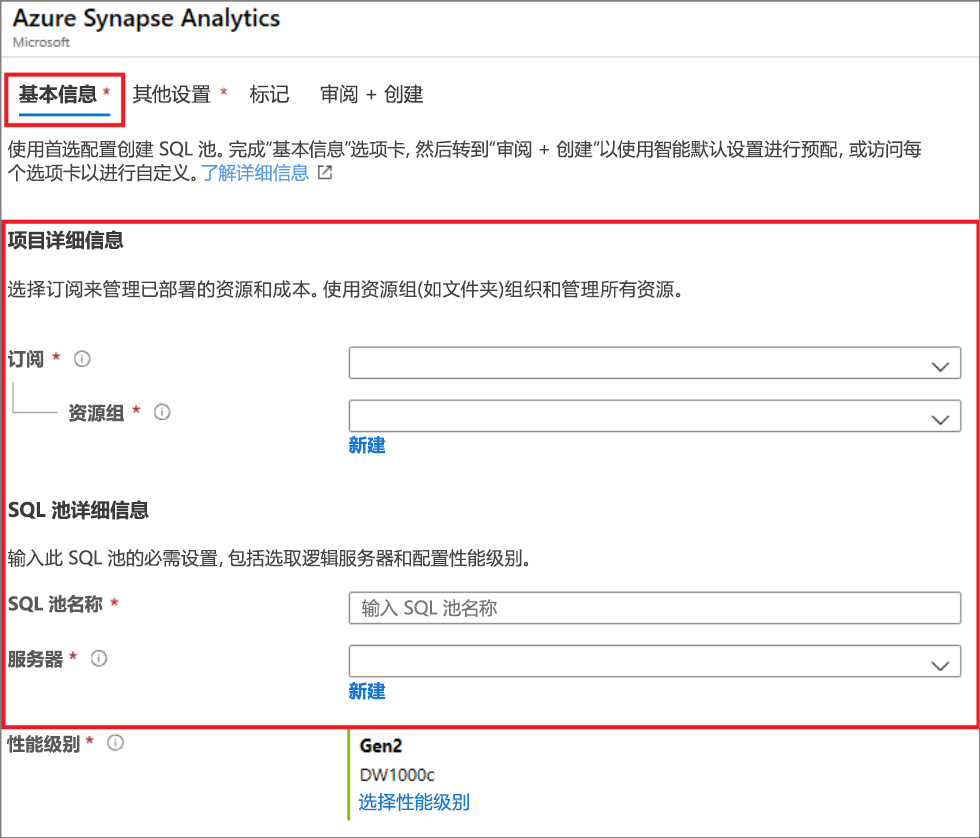 Azure Synapse Analytics
Microsoft
基本信息 * 其他设置 * 标记 审阅 + 创建
使用首选配置创建 SQL 池。完成“基本信息”选项卡, 然后转到“审阅 + 创建”以使用智能默认设置进行预配, 或访问每
个选项卡以进行自定义。了解详细信息
项目详细信息
选择订阅来管理已部署的资源和成本。使用资源组(如文件夹)组织和管理所有资源。
订阅 *
资源组 *
新建
SQL 池详细信息
输入此 SQL 池的必需设置, 包括选取逻辑服务器和配置性能级别。
SQL 池名称 * 输入 SQL 池名称
服务器 *
新建
性能级别 * Gen2
DW1000c
选择性能级别